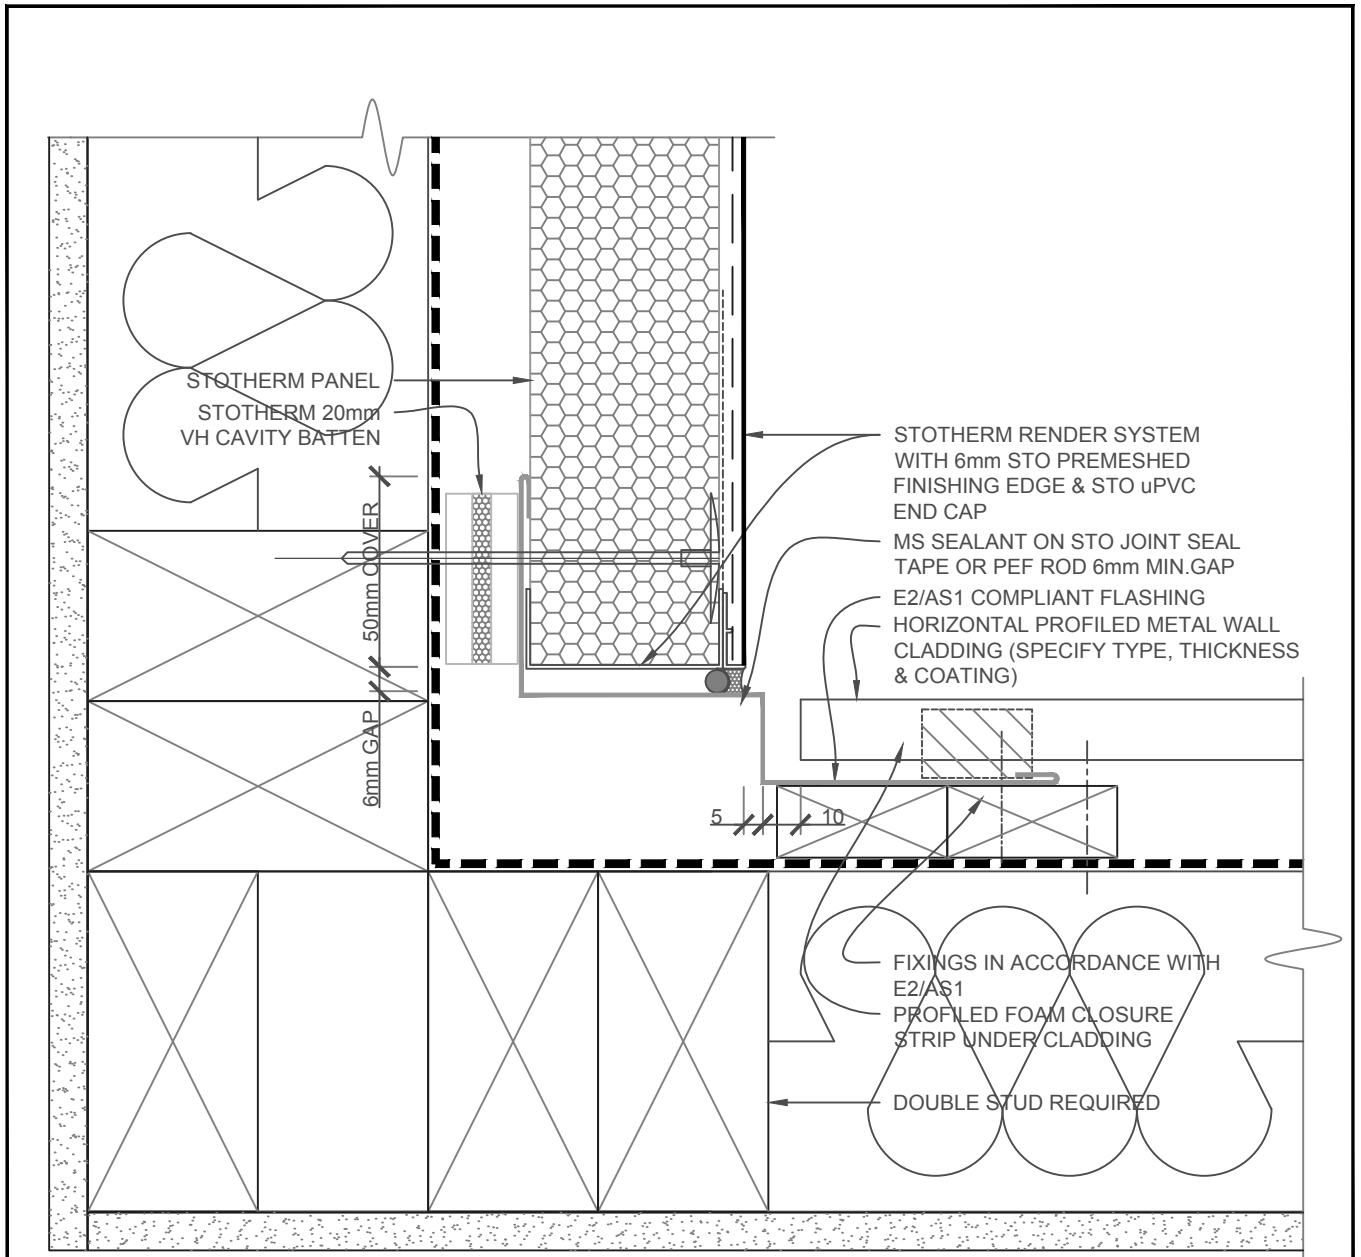 STOTHERM PANEL
STOTHERM 20mm
VH CAVITY BATTEN
50mm COVER
6mm GAP
STOTHERM RENDER SYSTEM
WITH 6mm STO PREMESHED
FINISHING EDGE & STO uPVC
END CAP
MS SEALANT ON STO JOINT SEAL
TAPE OR PEF ROD 6mm MIN.GAP
E2/AS1 COMPLIANT FLASHING
HORIZONTAL PROFILED METAL WALL
CLADDING (SPECIFY TYPE, THICKNESS
& COATING)
5
10
FIXINGS IN ACCORDANCE WITH
E2/AS1
PROFILED FOAM CLOSURE
STRIP UNDER CLADDING
DOUBLE STUD REQUIRED